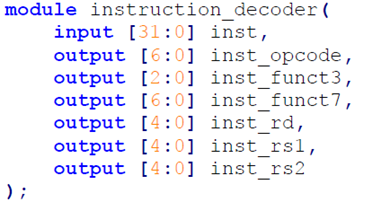 module instruction_decoder(
    input [31:0] inst,
    output [6:0] inst_opcode,
    output [2:0] inst_funct3,
    output [6:0] inst_funct7,
    output [4:0] inst_rd,
    output [4:0] inst_rs1,
    output [4:0] inst_rs2
);